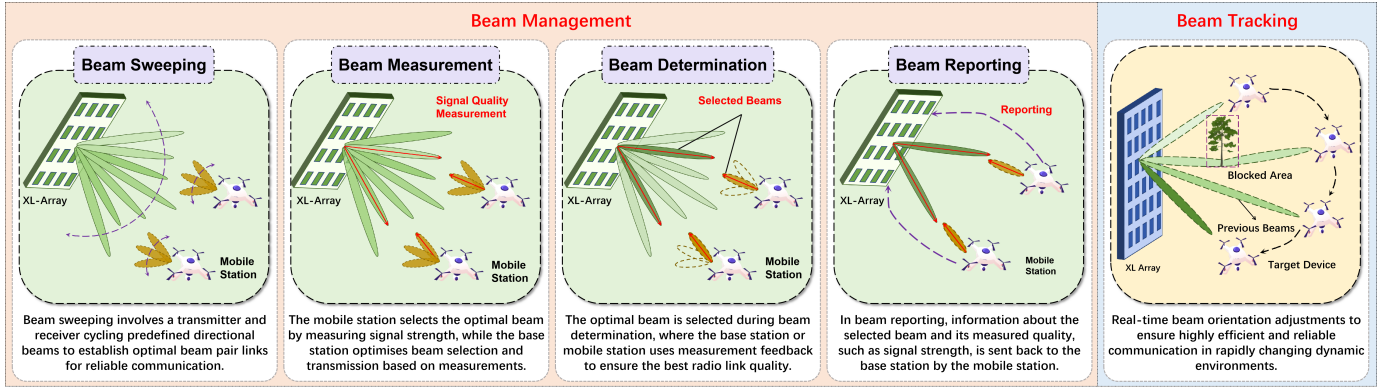 Beam Management
Beam Sweeping
XL-Array
Mobile
Station
Beam sweeping involves a transmitter and
receiver cycling predefined directional
beams to establish optimal beam pair links
for reliable communication.
Beam Measurement
Signal Quality
Measurement
XL-Array
Mobile
Station
The mobile station selects the optimal beam
by measuring signal strength, while the base
station optimises beam selection and
transmission based on measurements.
Beam Determination
Selected Beams
XL-Array
Mobile
Station
The optimal beam is selected during beam
determination, where the base station or
mobile station uses measurement feedback
to ensure the best radio link quality.
Beam Reporting
Reporting
XL-Array
Mobile
Station
In beam reporting, information about the
selected beam and its measured quality,
such as signal strength, is sent back to the
base station by the mobile station.
Beam Tracking
Blocked Area
Previous Beams
Target Device
XL Array
Real-time beam orientation adjustments to
ensure highly efficient and reliable
communication in rapidly changing dynamic
environments.